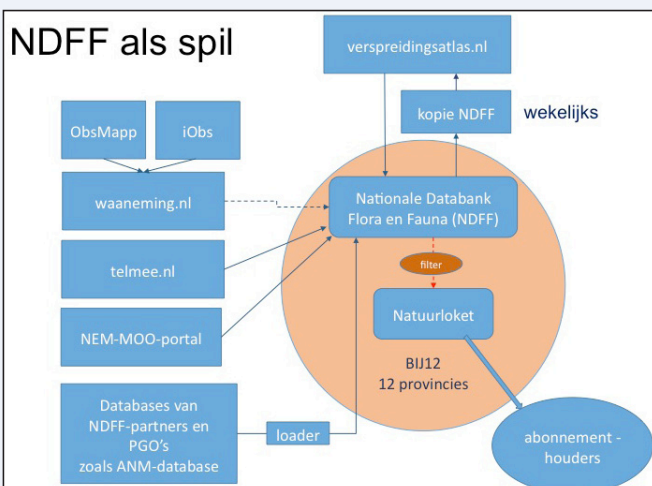 NDFF als spil
verspreidingsatlas.nl
kopie NDFF
wekelijks
ObsMapp
iObs
waaneming.nl
Nationale Databank
Flora en Fauna (NDFF)
telmee.nl
filter
NEM-MOO-portal
Natuurloket
BIJ12
12 provincies
Databases van
NDFF-partners en
PGO's
zoals ANM-database
loader
abonnement -
houders